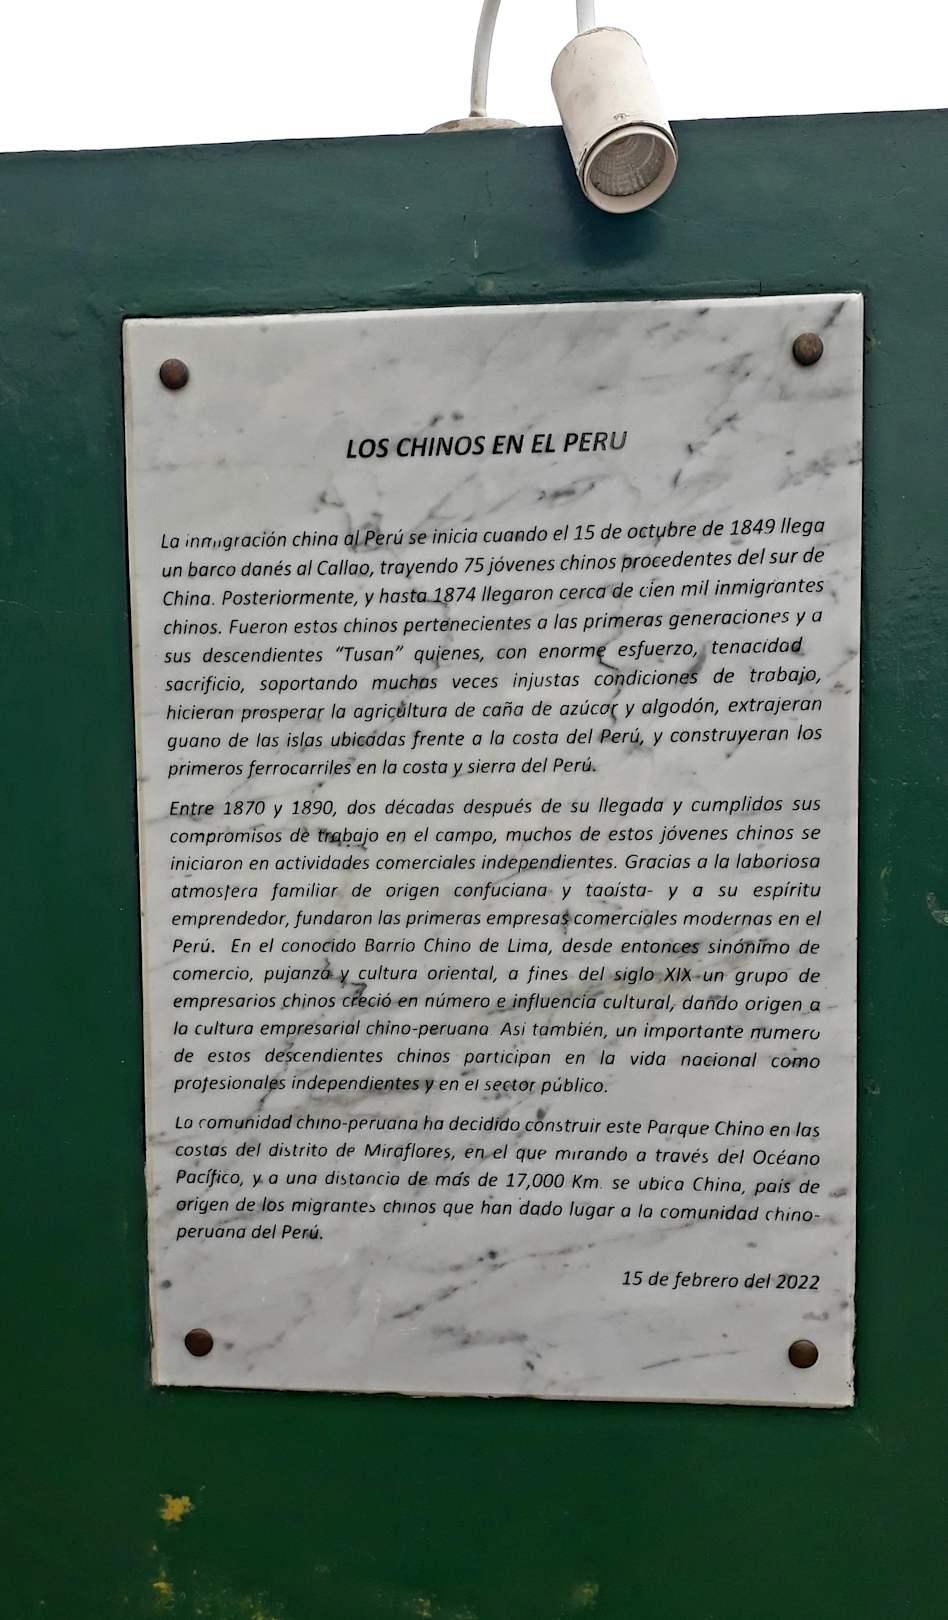 LOS CHINOS EN EL PERU
La inmigración china al Perú se inicia cuando el 15 de octubre de 1849 llega
un barco danés al Callao, trayendo 75 jóvenes chinos procedentes del sur de
China. Posteriormente, y hasta 1874 llegaron cerca de cien mil inmigrantes
chinos. Fueron estos chinos pertenecientes a las primeras generaciones y a
sus descendientes “Tusan” quienes, con enorme esfuerzo, tenacidad
sacrificio, soportando muchas veces injustas condiciones de trabajo,
hicieran prosperar la agricultura de caña de azúcar y algodón, extrajeran
guano de las islas ubicadas frente a la costa del Perú, y construyeran los
primeros ferrocarriles en la costa y sierra del Perú.
Entre 1870 y 1890, dos décadas después de su llegada y cumplidos sus
compromisos de trabajo en el campo, muchos de estos jóvenes chinos se
iniciaron en actividades comerciales independientes. Gracias a la laboriosa
atmosfera familiar de origen confuciana y taoísta- y a su espíritu
emprendedor, fundaron las primeras empresas comerciales modernas en el
Perú. En el conocido Barrio Chino de Lima, desde entonces sinónimo de
comercio, pujanza y cultura oriental, a fines del siglo XIX un grupo de
empresarios chinos creció en número e influencia cultural, dando origen a
la cultura empresarial chino-peruana. Asi también, un importante numero
de estos descendientes chinos participan en la vida nacional como
profesionales independientes y en el sector público.
La comunidad chino-peruana ha decidido construir este Parque Chino en las
costas del distrito de Miraflores, en el que mirando a través del Océano
Pacífico, y a una distancia de más de 17,000 Km. se ubica China, pais de
origen de los migrantes chinos que han dado lugar a la comunidad chino-
peruana del Perú.
15 de febrero del 2022